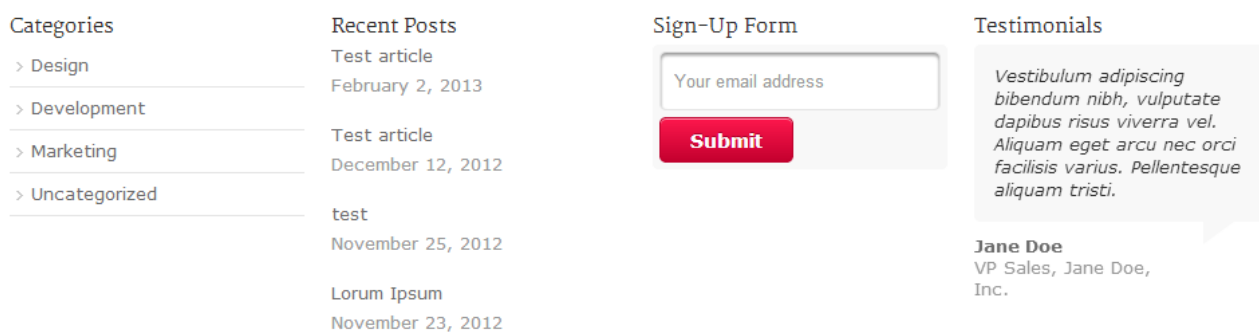 Categories
Design
Development
Marketing
Uncategorized
Recent Posts
Test article
February 2, 2013
Test article
December 12, 2012
test
November 25, 2012
Lorum Ipsum
November 23, 2012
Sign-Up Form
Your email address
Submit
Testimonials
Vestibulum adipiscing
bibendum nibh, vulputate
dapibus risus viverra vel.
Aliquam eget arcu nec orci
facilisis varius. Pellentesque
aliquam tristi.
Jane Doe
VP Sales, Jane Doe,
Inc.